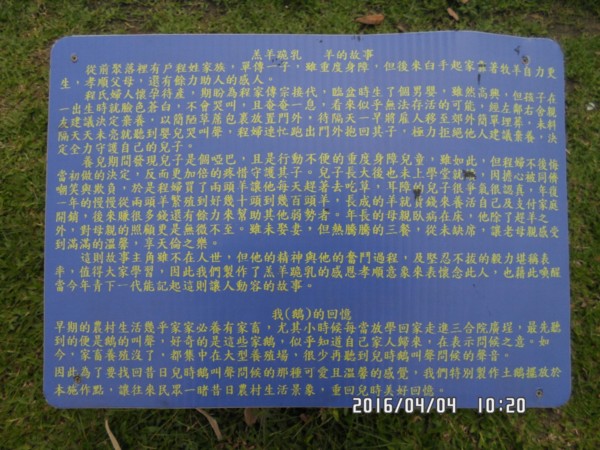 羔羊跪乳　羊的故事
從前聚落裡有戶程姓家族，單傳一子，雖重度身障，但後來白手起家 著牧羊自力更
生，孝順父母，還有餘力助人的感人。
程氏婦人懷孕待產，期盼為程家傳宗接代，臨盆時生了個男嬰，雖然高興，但孩子在
一出生時就臉色蒼白，不會哭叫，且奄奄一息，看來似乎無法存活的可能，經左鄰右舍親
友建議決定棄養，以簡陋草蓆包裹放置門外，待隔天一早將雇人移至郊外簡單埋葬。未料
隔天天未亮就聽到嬰兒哭叫聲，程婦連忙跑出門外抱回其子，極力拒絕他人建議棄養，決
定全力守護自己的兒子。
養兒期間發現兒子是個啞巴，且是行動不便的重度身障兒童，雖如此，但程婦不後悔
當初做的決定，反而更加倍的疼惜守護其子。兒子長大後也未上學堂就 ，因擔心被同儕
嘲笑與欺負，於是程婦買了兩頭羊讓他每天趕著去吃草，耳障 兒子很爭氣很認真，年復
一年的慢慢從兩頭羊繁殖到好幾十頭到幾百頭羊，長成的羊就 錢來養活自己及支付家庭
開銷，後來賺很多錢還有餘力來幫助其他弱勢者。年長的母親臥病在床，他除了趕羊之
外，對母親的照顧更是無微不至。雖未娶妻，但熱騰騰的三餐，從未缺席，讓老母親感受
到滿滿的溫馨，享天倫之樂。
這則故事主角雖不在人世，但他的精神與他的奮鬥過程，及堅忍不拔的毅力堪稱表
率，值得大家學習，因此我們製作了羔羊跪乳的感恩孝順意象來表懷念此人，也藉此喚醒
當今年青下一代能記起這則讓人動容的故事。
我(鵝)的回憶
早期的農村生活幾乎家家必養有家畜，尤其小時候每當放學回家走進三合院廣埕，最先聽
到的便是鵝的叫聲，好奇的是這些家鵝，似乎知道自己家人歸來，在表示問候之意。如
今，家畜養殖沒了，都集中在大型養殖場，很少再聽到兒時鵝叫聲問候的聲音。
因此為了要找回昔日兒時鵝叫聲問候的那種可愛且溫馨的感覺，我們特別製作土鵝擺放於
本施作點，讓往來民眾一睹昔日農村生活景象，重回兒時美好回憶。
2016/04/04 10:20